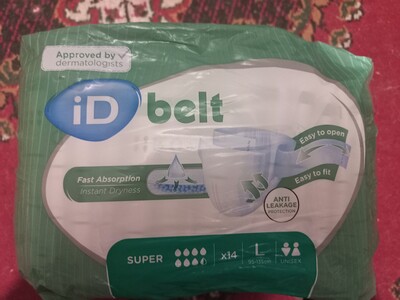 Approved by
dermatologists
iD belt
Easy to open
Easy to fit
Fast Absorption
Instant Dryness
ANTI
LEAKAGE
PROTECTION
SUPER x14 L
UNISEX